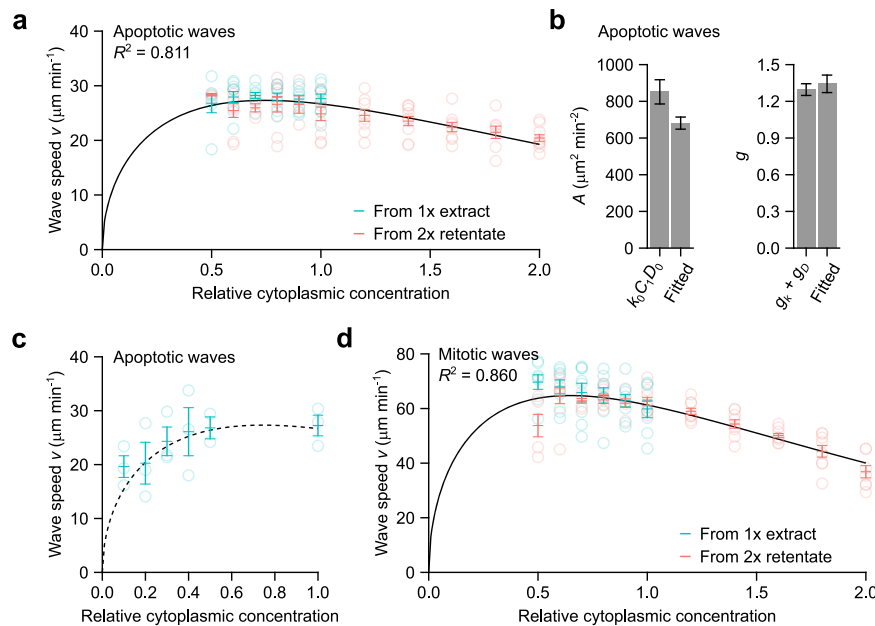 a
Apoptotic waves
R² = 0.811
40
30
20
10
0
Wave speed v (µm min⁻¹)
From 1x extract
From 2x retentate
0.0 0.5 1.0 1.5 2.0
Relative cytoplasmic concentration
b
Apoptotic waves
1000
800
600
400
200
0
A (µm² min⁻²)
k₀C₁D₀
Fitted
1.5
1.2
0.9
0.6
0.3
0.0
g
gₖ + g_D
Fitted
c
Apoptotic waves
40
30
20
10
0
Wave speed v (µm min⁻¹)
0.0 0.2 0.4 0.6 0.8 1.0
Relative cytoplasmic concentration
d
Mitotic waves
R² = 0.860
80
60
40
20
0
Wave speed v (µm min⁻¹)
From 1x extract
From 2x retentate
0.0 0.5 1.0 1.5 2.0
Relative cytoplasmic concentration